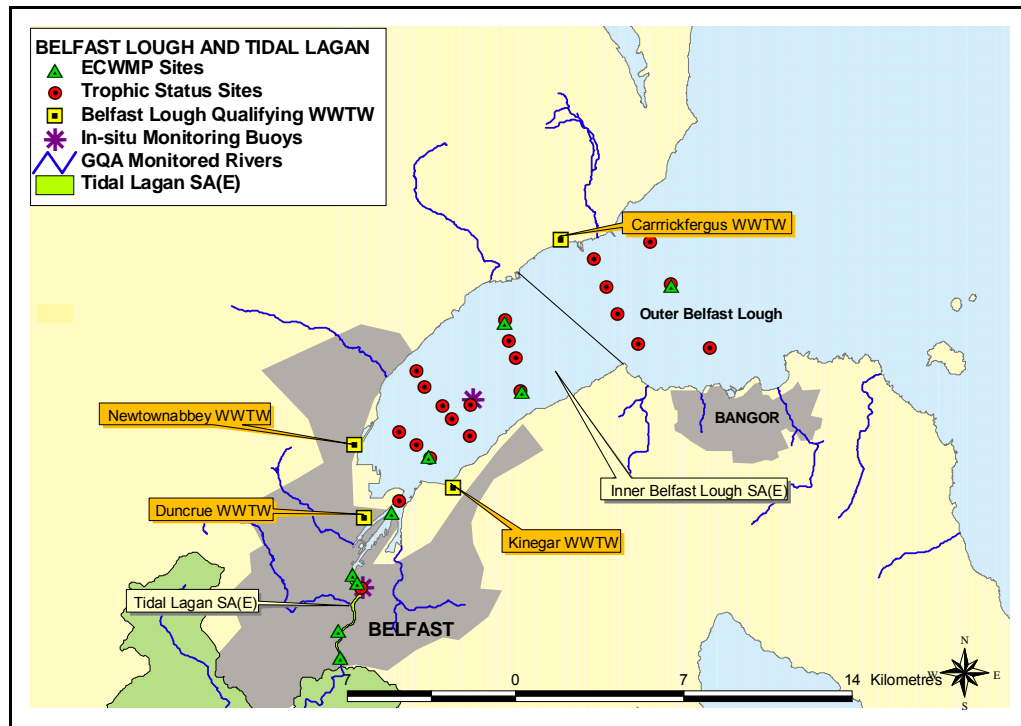 BELFAST LOUGH AND TIDAL LAGAN
ECWMP Sites
Trophic Status Sites
Belfast Lough Qualifying WWTW
In-situ Monitoring Buoys
GQA Monitored Rivers
Tidal Lagan SA(E)
Carrrickfergus WWTW
Outer Belfast Lough
Newtownabbey WWTW
BANGOR
Inner Belfast Lough SA(E)
Duncrue WWTW
Kinegar WWTW
Tidal Lagan SA(E)
BELFAST
N
W E
S
7 0 7 14 Kilometres